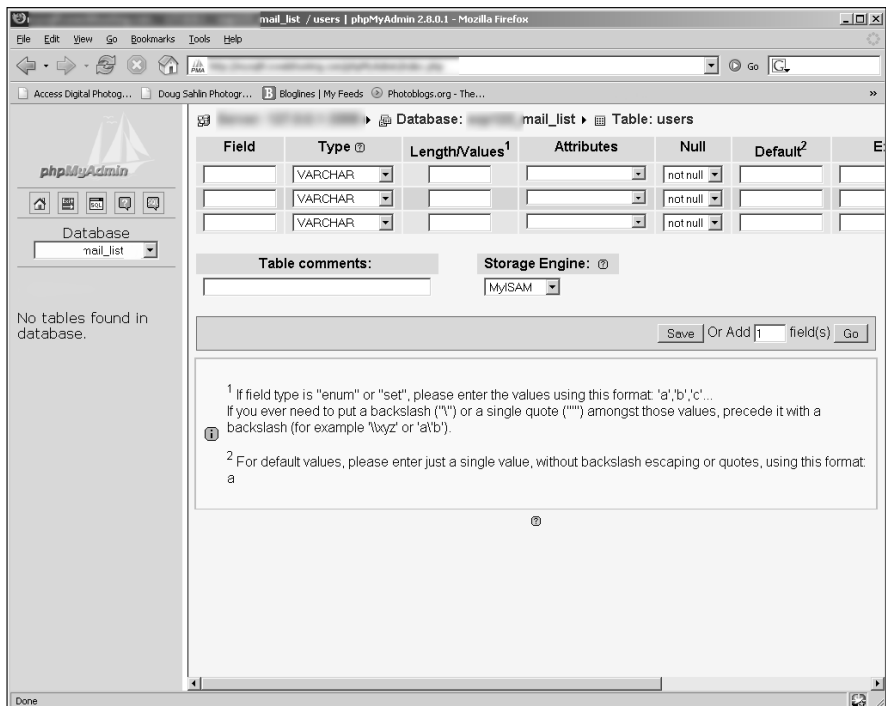 mail_list / users | phpMyAdmin 2.8.0.1 - Mozilla Firefox
File Edit View Go Bookmarks Tools Help
PMA Go G
Access Digital Photog... Doug Sahlin Photogr... B Bloglines | My Feeds Photoblogs.org - The... »
phpMyAdmin
SQL
Database
mail_list
No tables found in
database.
Database: mail_list Table: users
Field Type Length/Values1 Attributes Null Default2 E
VARCHAR not null
VARCHAR not null
VARCHAR not null
Table comments: Storage Engine:
MyISAM
Save Or Add 1 field(s) Go
1 If field type is "enum" or "set", please enter the values using this format: 'a','b','c'...
If you ever need to put a backslash ("\") or a single quote ("'") amongst those values, precede it with a
backslash (for example '\\xyz' or 'a\'b').
2 For default values, please enter just a single value, without backslash escaping or quotes, using this format:
a
Done